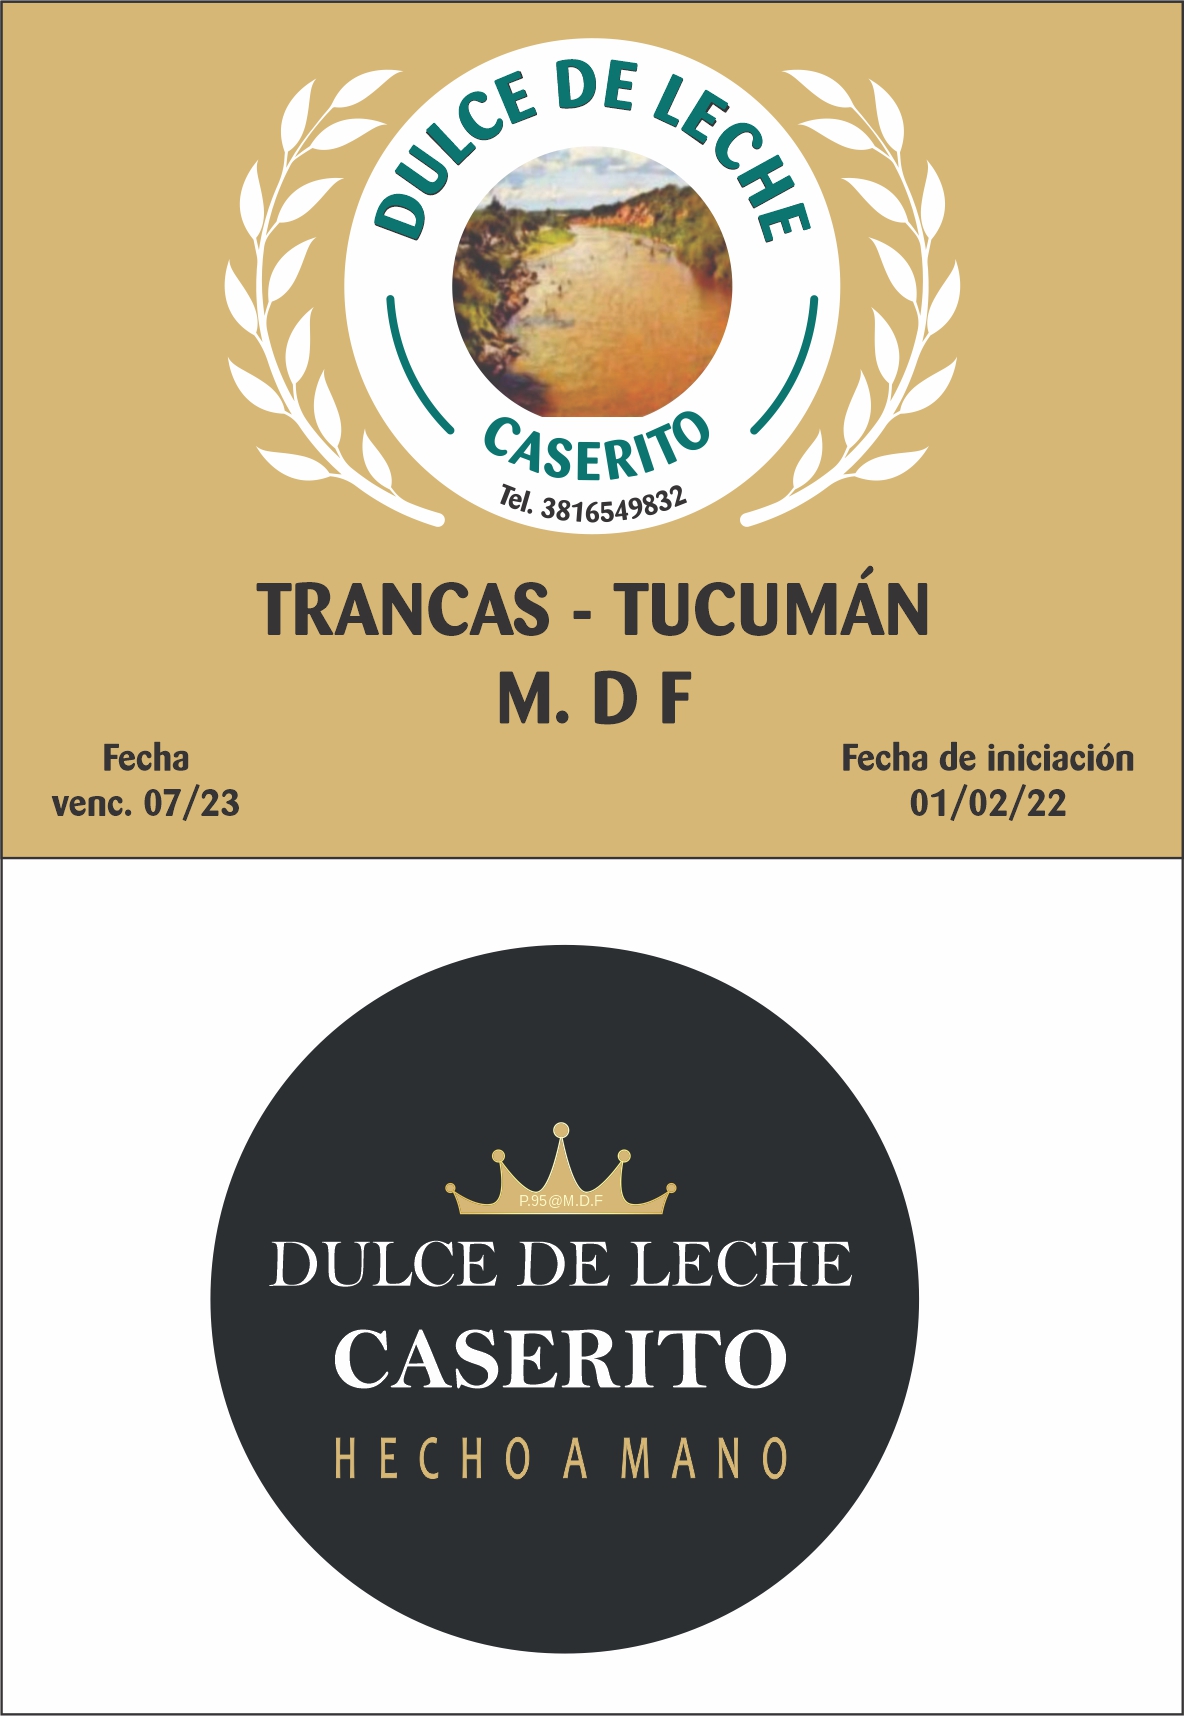 DULCE DE LECHE
CASERITO
Tel. 3816549832
TRANCAS - TUCUMÁN
M. D F
Fecha
venc. 07/23
Fecha de iniciación
01/02/22
P.95@M.D.F
DULCE DE LECHE
CASERITO
HECHO A MANO